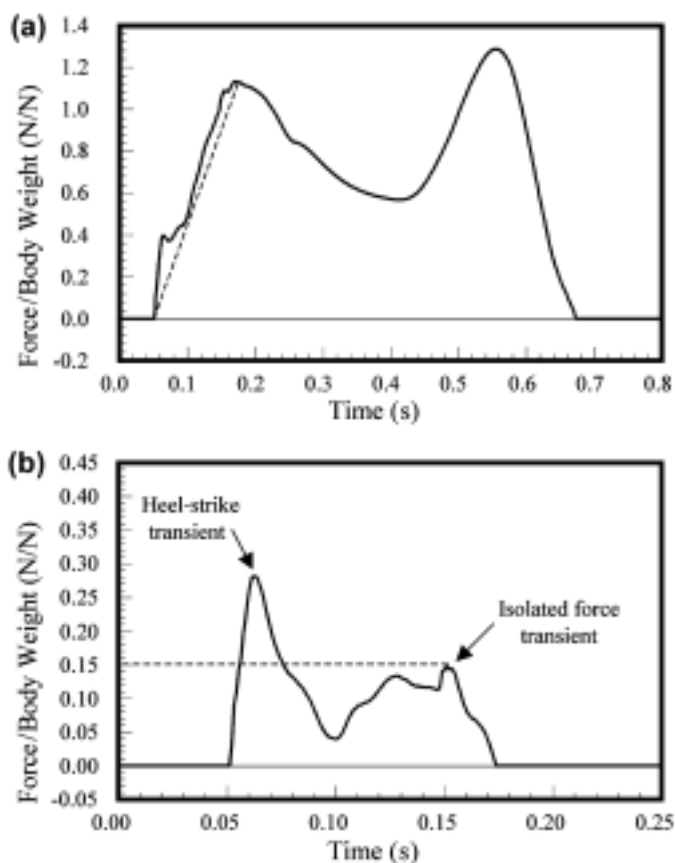 (a)
Force/Body Weight (N/N)
1.4
1.2
1.0
0.8
0.6
0.4
0.2
0.0
-0.2
0.0 0.1 0.2 0.3 0.4 0.5 0.6 0.7 0.8
Time (s)
(b)
Force/Body Weight (N/N)
0.45
0.40
0.35
0.30
0.25
0.20
0.15
0.10
0.05
0.00
-0.05
Heel-strike
transient
Isolated force
transient
0.00 0.05 0.10 0.15 0.20 0.25
Time (s)